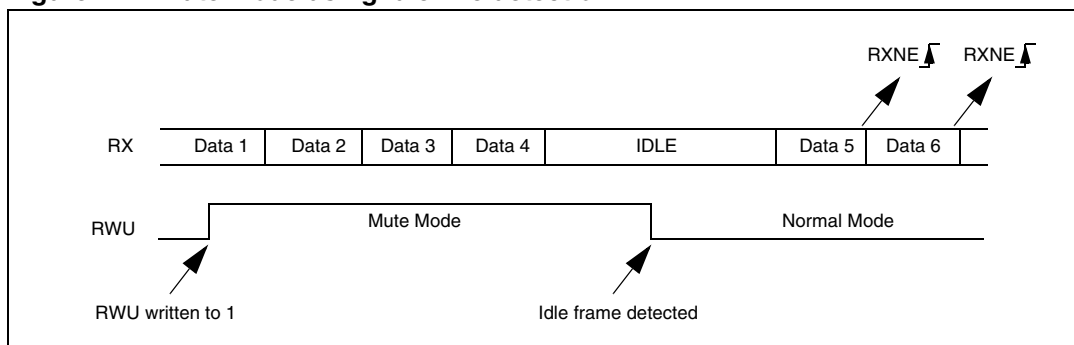 RXNE RXNE
RX Data 1 Data 2 Data 3 Data 4 IDLE Data 5 Data 6
RWU Mute Mode Normal Mode
RWU written to 1 Idle frame detected